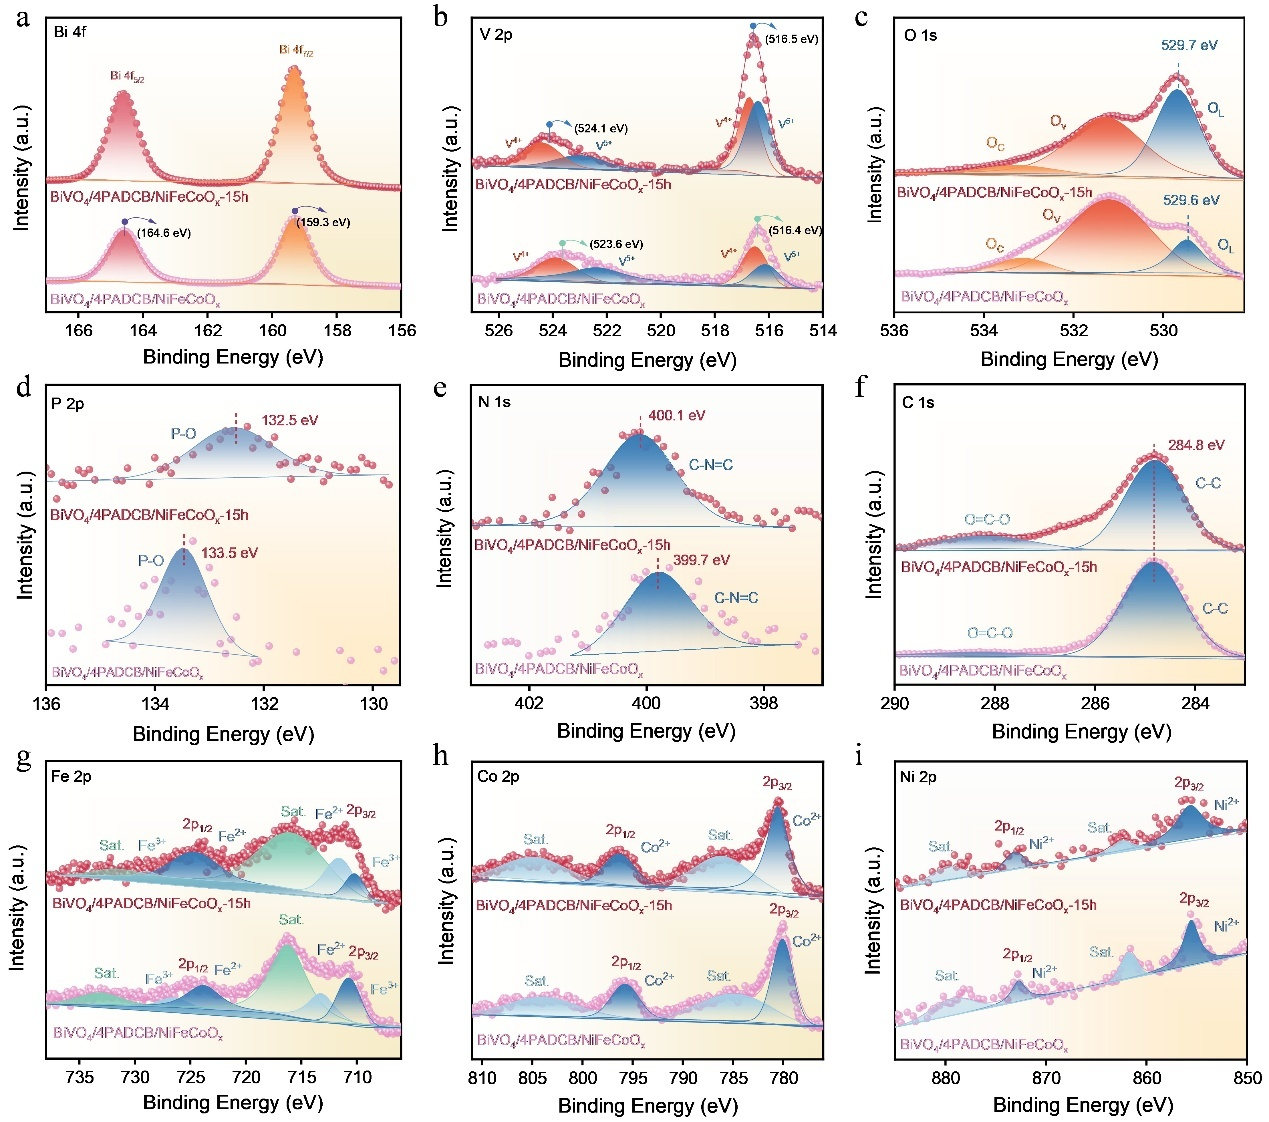 a
Bi 4f
Bi 4f5/2
Bi 4f7/2
BiVO4/4PADCB/NiFeCoOx-15h
(164.6 eV)
(159.3 eV)
BiVO4/4PADCB/NiFeCoOx
Intensity (a.u.)
166 164 162 160 158 156
Binding Energy (eV)
b
V 2p
(516.5 eV)
(524.1 eV)
V4+
V5+
V4+
V5+
BiVO4/4PADCB/NiFeCoOx-15h
(523.6 eV)
(516.4 eV)
V4+
V5+
V4+
V5+
BiVO4/4PADCB/NiFeCoOx
Intensity (a.u.)
526 524 522 520 518 516 514
Binding Energy (eV)
c
O 1s
529.7 eV
OC
OV
OL
BiVO4/4PADCB/NiFeCoOx-15h
529.6 eV
OC
OV
OL
BiVO4/4PADCB/NiFeCoOx
Intensity (a.u.)
536 534 532 530
Binding Energy (eV)
d
P 2p
132.5 eV
P-O
BiVO4/4PADCB/NiFeCoOx-15h
P-O
133.5 eV
BiVO4/4PADCB/NiFeCoOx
Intensity (a.u.)
136 134 132 130
Binding Energy (eV)
e
N 1s
400.1 eV
C-N=C
BiVO4/4PADCB/NiFeCoOx-15h
399.7 eV
C-N=C
BiVO4/4PADCB/NiFeCoOx
Intensity (a.u.)
402 400 398
Binding Energy (eV)
f
C 1s
284.8 eV
C-C
O=C-O
BiVO4/4PADCB/NiFeCoOx-15h
C-C
O=C-O
BiVO4/4PADCB/NiFeCoOx
Intensity (a.u.)
290 288 286 284
Binding Energy (eV)
g
Fe 2p
Sat.
Fe3+
2p1/2
Fe2+
Sat.
Fe2+
2p3/2
Fe3+
BiVO4/4PADCB/NiFeCoOx-15h
Sat.
Fe3+
2p1/2
Fe2+
Sat.
Fe2+
2p3/2
Fe3+
BiVO4/4PADCB/NiFeCoOx
Intensity (a.u.)
735 730 725 720 715 710
Binding Energy (eV)
h
Co 2p
Sat.
2p1/2
Co2+
Sat.
2p3/2
Co2+
BiVO4/4PADCB/NiFeCoOx-15h
Sat.
2p1/2
Co2+
Sat.
2p3/2
Co2+
BiVO4/4PADCB/NiFeCoOx
Intensity (a.u.)
810 805 800 795 790 785 780
Binding Energy (eV)
i
Ni 2p
Sat.
2p1/2
Ni2+
Sat.
2p3/2
Ni2+
BiVO4/4PADCB/NiFeCoOx-15h
Sat.
2p1/2
Ni2+
Sat.
2p3/2
Ni2+
BiVO4/4PADCB/NiFeCoOx
Intensity (a.u.)
880 870 860 850
Binding Energy (eV)